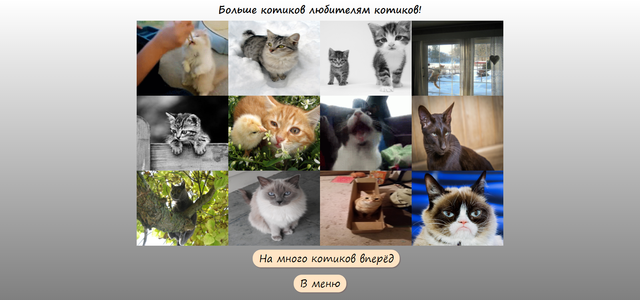 Больше котиков любителям котиков!
На много котиков вперёд
В меню